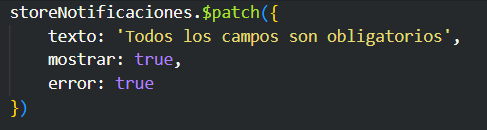 storeNotificaciones.$patch({
    texto: 'Todos los campos son obligatorios',
    mostrar: true,
    error: true
})